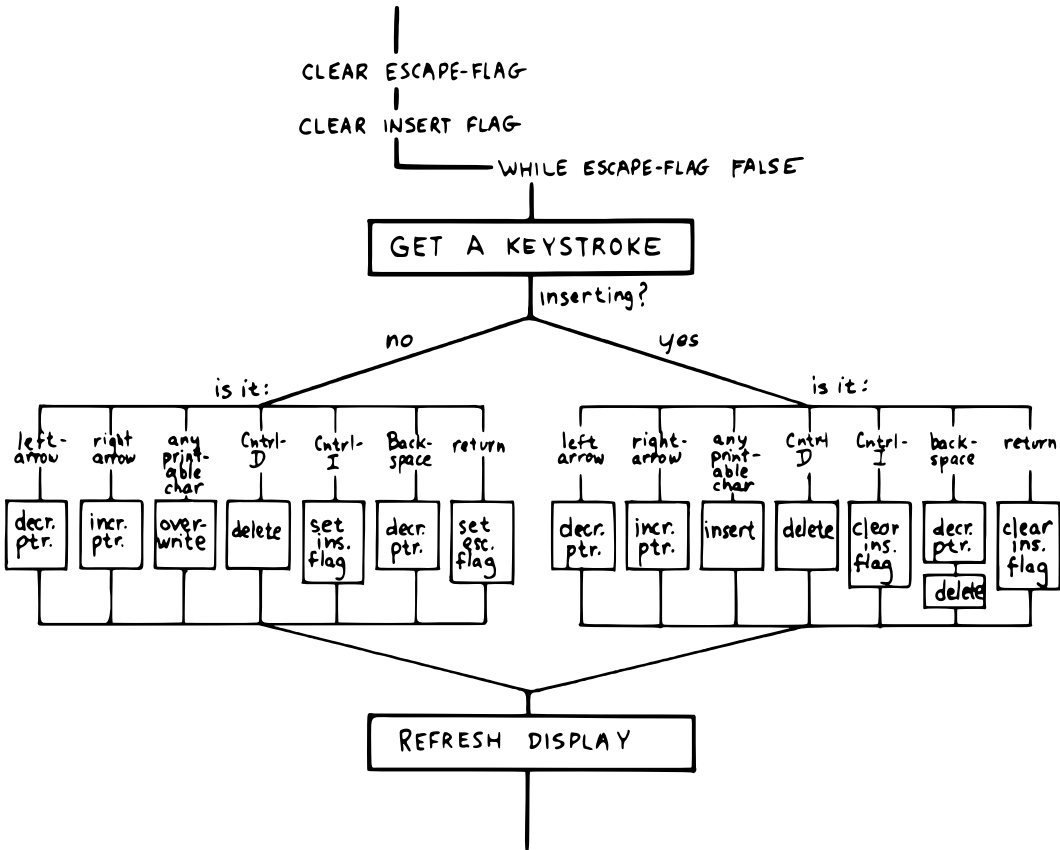 CLEAR ESCAPE-FLAG
CLEAR INSERT FLAG
WHILE ESCAPE-FLAG FALSE
GET A KEYSTROKE
inserting?
no
yes
is it:
left-
arrow
right
arrow
any
print-
able
char
Cntrl-
D
Cntrl-
I
Back-
space
return
decr.
ptr.
incr.
ptr.
over-
write
delete
set
ins.
flag
decr.
ptr.
set
esc.
flag
is it:
left
arrow
right-
arrow
any
print-
able
char
Cntrl
D
Cntrl-
I
back-
space
return
decr.
ptr.
incr.
ptr.
insert
delete
clear
ins.
flag
decr.
ptr.
delete
clear
ins.
flag
REFRESH DISPLAY